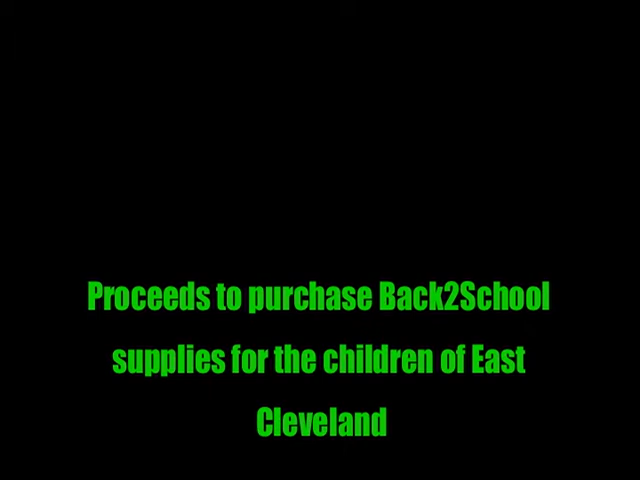 Proceeds to purchase Back2School
supplies for the children of East
Cleveland